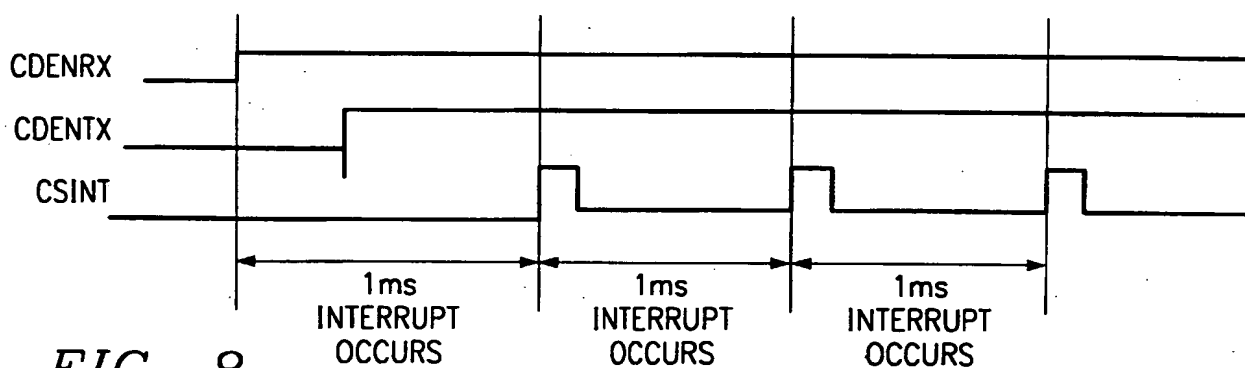 CDENRX
CDENTX
CSINT
1ms 1ms 1ms
INTERRUPT INTERRUPT INTERRUPT
OCCURS OCCURS OCCURS